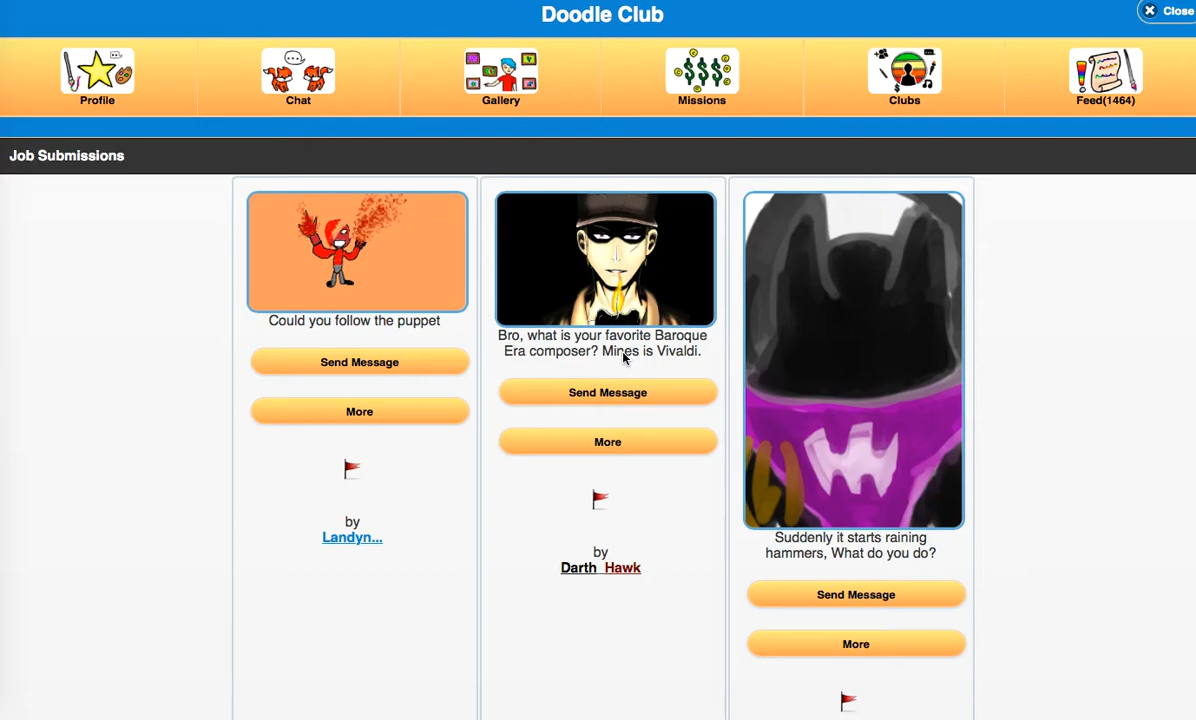 Doodle Club
Close
Profile
Chat
Gallery
Missions
Clubs
Feed(1464)
Job Submissions
Could you follow the puppet
Send Message
More
by
Landyn...
Bro, what is your favorite Baroque
Era composer? Mines is Vivaldi.
Send Message
More
by
Darth_Hawk
Suddenly it starts raining
hammers, What do you do?
Send Message
More